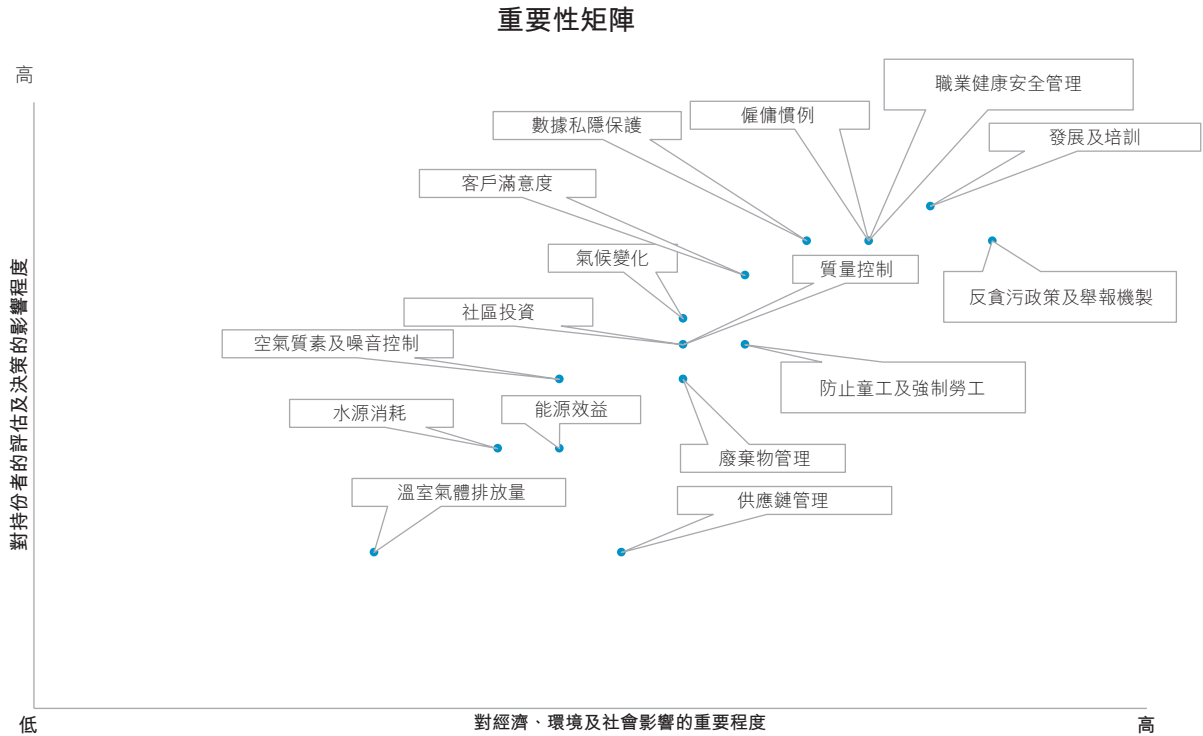 重要性矩陣
高
職業健康安全管理
僱傭慣例
數據私隱保護
發展及培訓
客戶滿意度
氣候變化
質量控制
反貪污政策及舉報機製
社區投資
空氣質素及噪音控制
防止童工及強制勞工
水源消耗
能源效益
廢棄物管理
溫室氣體排放量
供應鏈管理
對持份者的評估及決策的影響程度
低
對經濟、環境及社會影響的重要程度
高